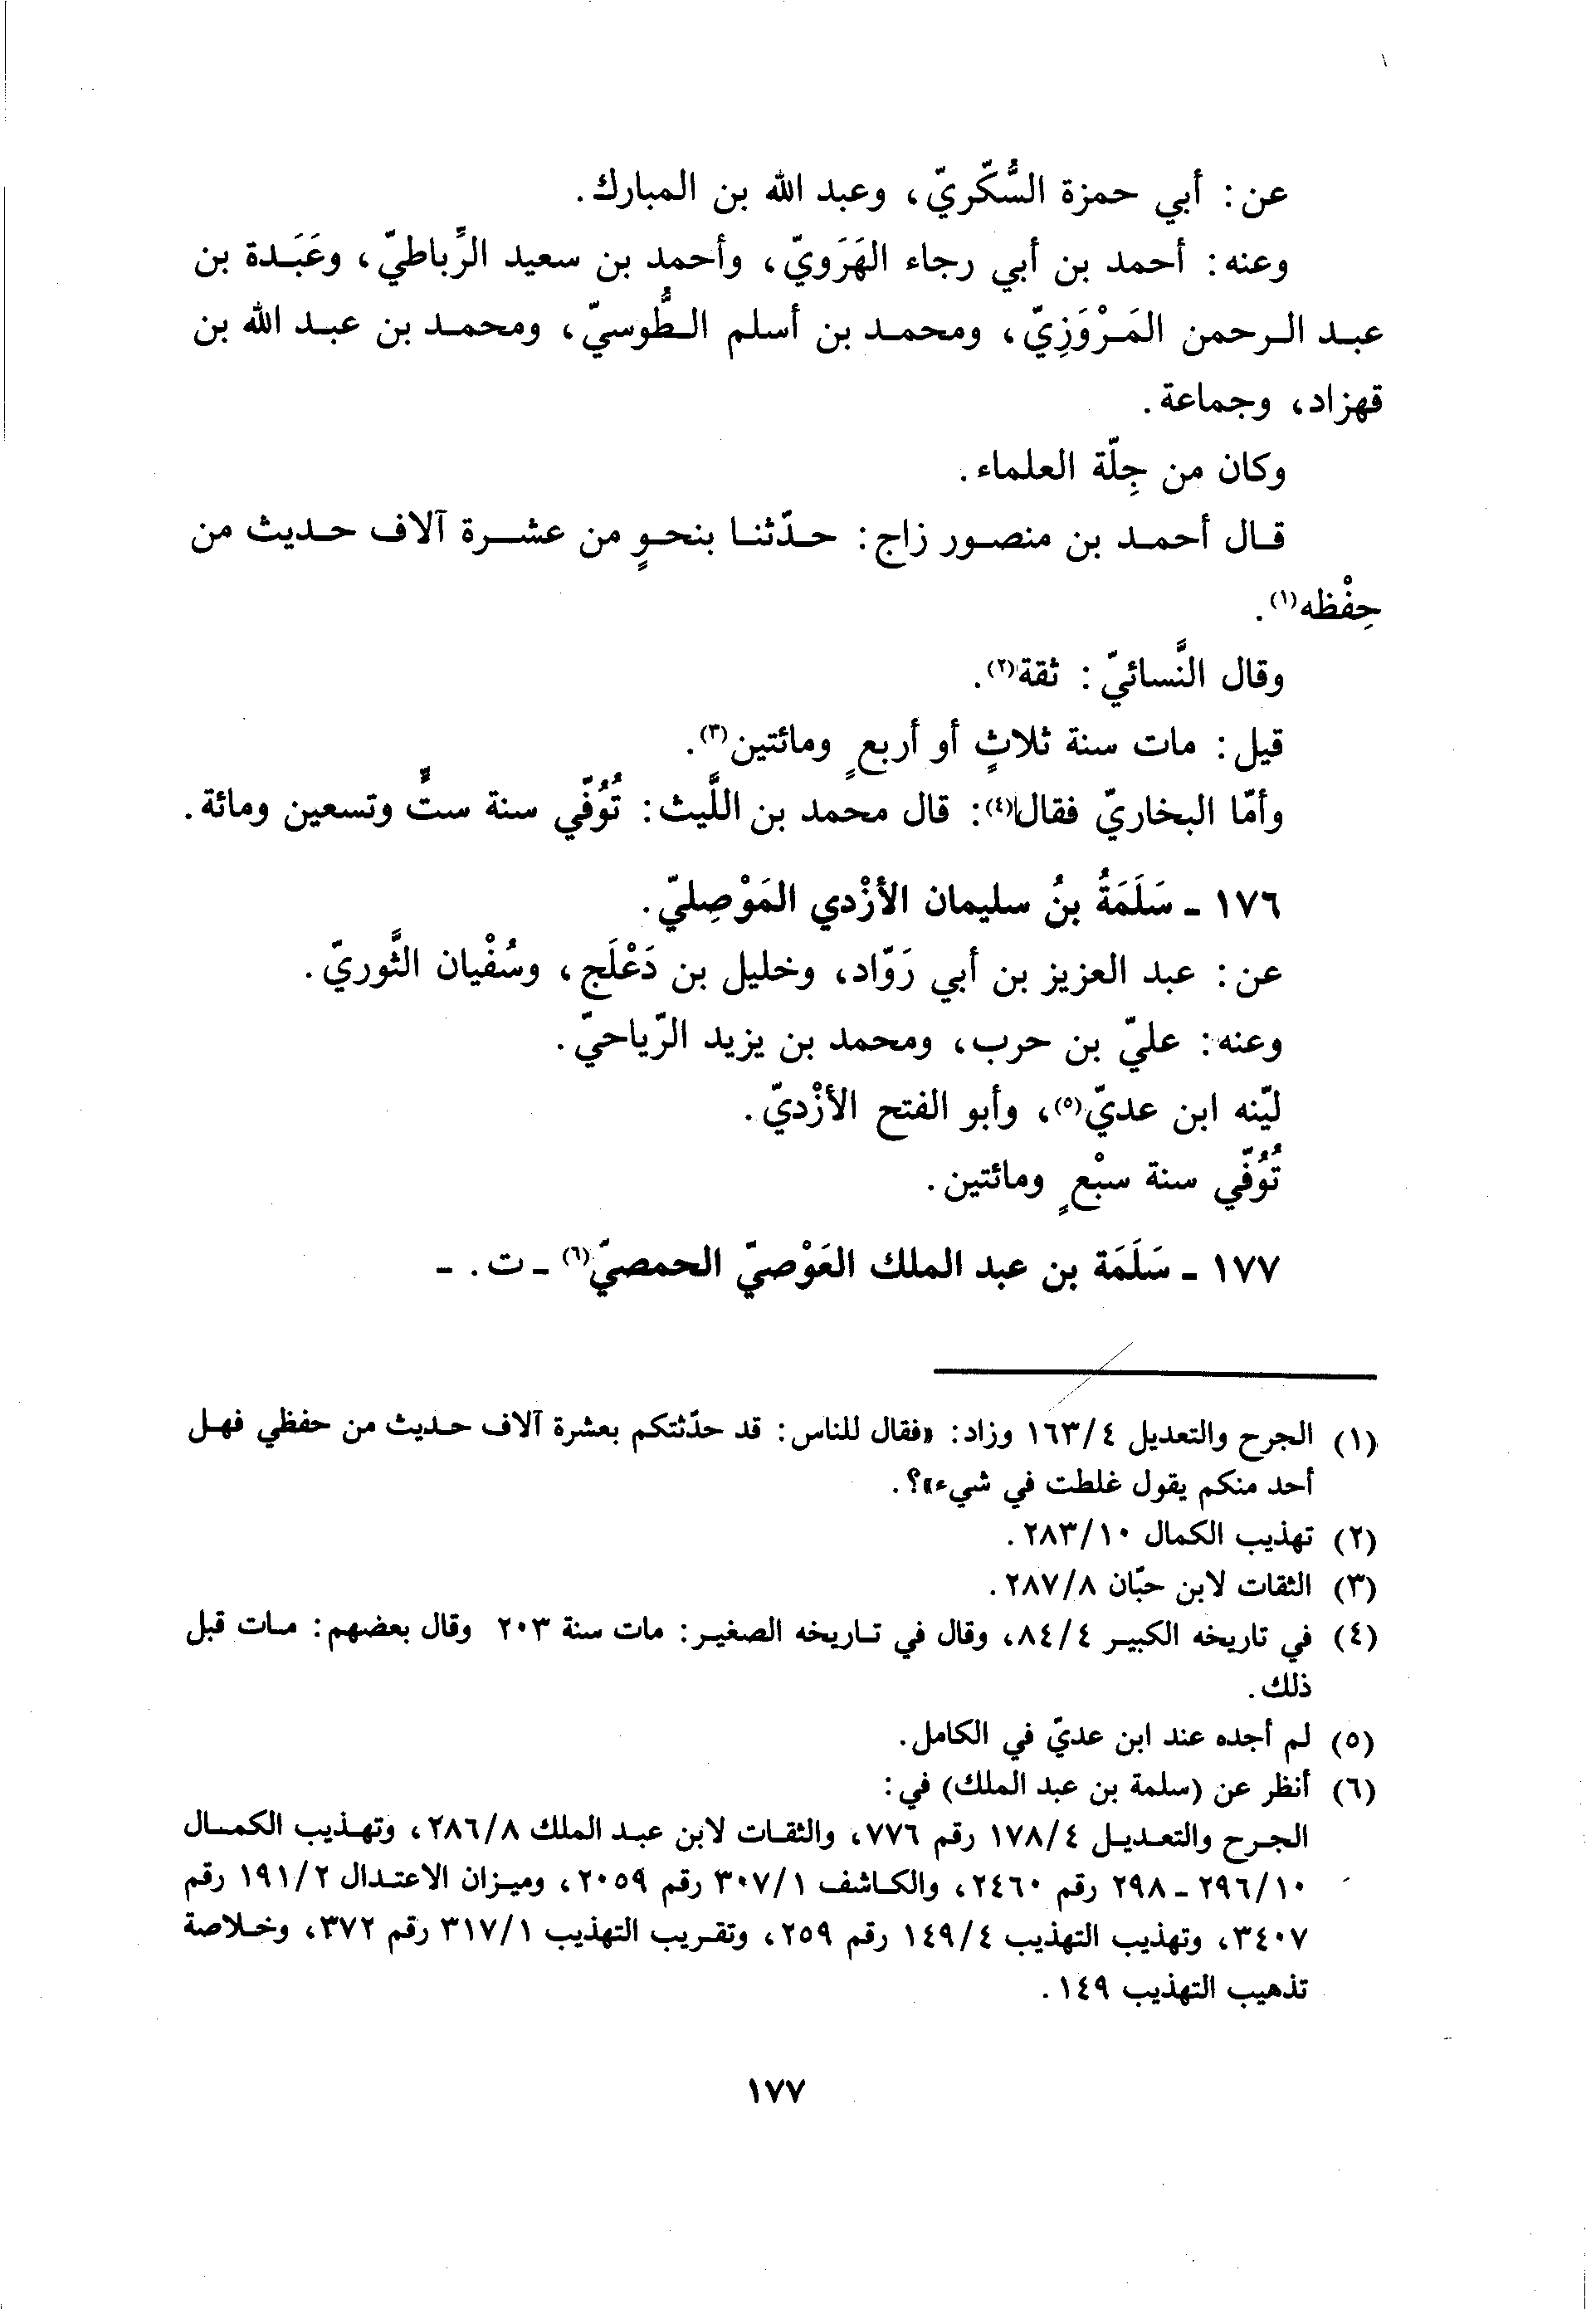 عن : أبي حمزة السُّكّريّ، وعبد الله بن المبارك.
وعنه : أحمد بن أبي رجاء الهَرَويّ، وأحمد بن سعيد الرِّباطيّ، وعَبَدة بن
عبد الرحمن المَرْوَزِيّ، ومحمد بن أسلم الطُّوسيّ، ومحمد بن عبد الله بن
قهزاد، وجماعة .
وكان من جِلّة العلماء .
قال أحمد بن منصور زاج : حدّثنا بنحوٍ من عشرة آلاف حديث من
حِفْظه(١) .
وقال النَّسائيّ : ثقة(٢) .
قيل : مات سنة ثلاثٍ أو أربعٍ ومائتين(٣) .
وأمّا البخاريّ فقال(٤) : قال محمد بن اللَّيث : تُوُفّي سنة ستٍّ وتسعين ومائة .
١٧٦ - سَلَمَةُ بنُ سليمان الأزْدي المَوْصِليّ .
عن : عبد العزيز بن أبي رَوّاد، وخليل بن دَعْلَج، وسُفْيان الثَّوريّ .
وعنه : عليّ بن حرب، ومحمد بن يزيد الرّياحيّ .
ليّنه ابن عديّ(٥)، وأبو الفتح الأزْديّ .
تُوُفّي سنة سبْعٍ ومائتين .
١٧٧ - سَلَمَة بن عبد الملك العَوْصيّ الحمصيّ(٦) - ت . -
(١) الجرح والتعديل ١٦٣/٤ وزاد : «فقال للناس : قد حدّثتكم بعشرة آلاف حديث من حفظي فهل
أحد منكم يقول غلطت في شيء»؟ .
(٢) تهذيب الكمال ٢٨٣/١٠ .
(٣) الثقات لابن حبّان ٢٨٧/٨ .
(٤) في تاريخه الكبير ٨٤/٤، وقال في تاريخه الصغير : مات سنة ٢٠٣ وقال بعضهم : مات قبل
ذلك .
(٥) لم أجده عند ابن عديّ في الكامل .
(٦) أنظر عن (سلمة بن عبد الملك) في :
الجرح والتعديل ١٧٨/٤ رقم ٧٧٦، والثقات لابن عبد الملك ٢٨٦/٨، وتهذيب الكمال
٢٩٦/١٠ - ٢٩٨ رقم ٢٤٦٠، والكاشف ٣٠٧/١ رقم ٢٠٥٩، وميزان الاعتدال ١٩١/٢ رقم
٣٤٠٧، وتهذيب التهذيب ١٤٩/٤ رقم ٢٥٩، وتقريب التهذيب ٣١٧/١ رقم ٣٧٢، وخلاصة
تذهيب التهذيب ١٤٩ .
١٧٧